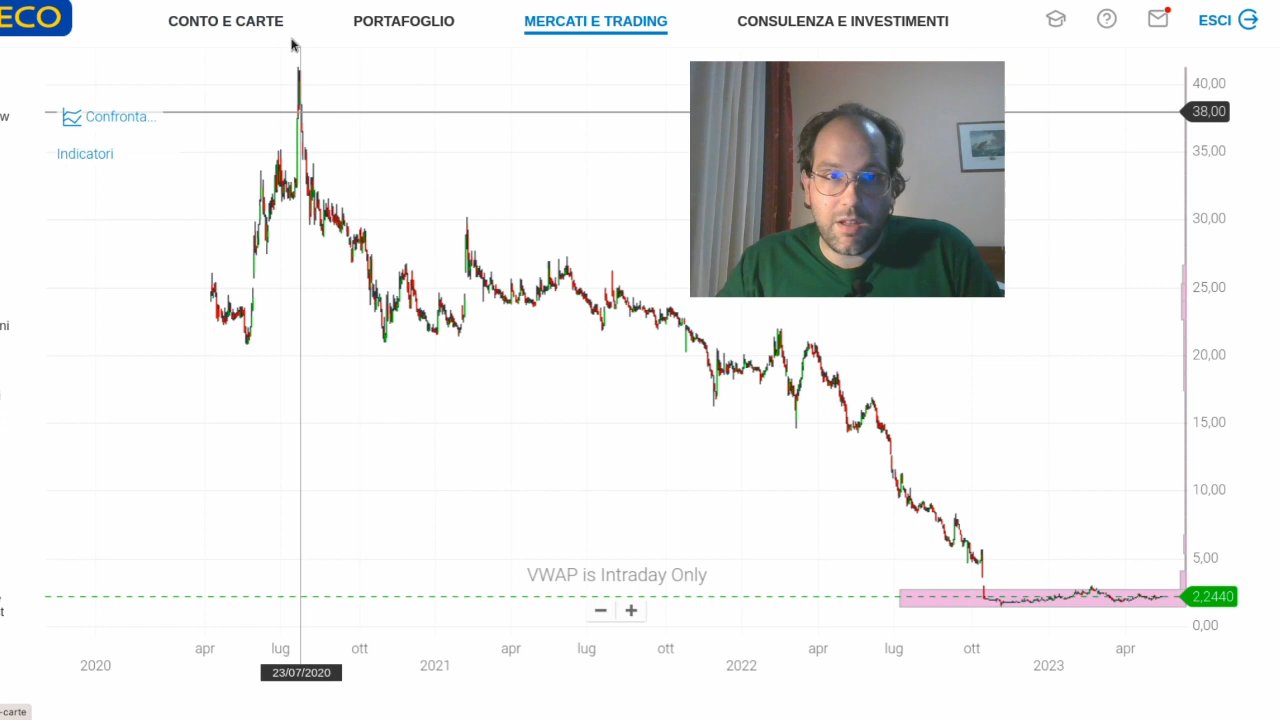 ECO
CONTO E CARTE
PORTAFOGLIO
MERCATI E TRADING
CONSULENZA E INVESTIMENTI
ESCI
w
Confronta...
Indicatori
ni
t
40,00
38,00
35,00
30,00
25,00
20,00
15,00
10,00
5,00
2,2440
0,00
VWAP is Intraday Only
− +
apr
lug
ott
apr
lug
ott
apr
lug
ott
apr
2020
2021
2022
2023
23/07/2020
-carte